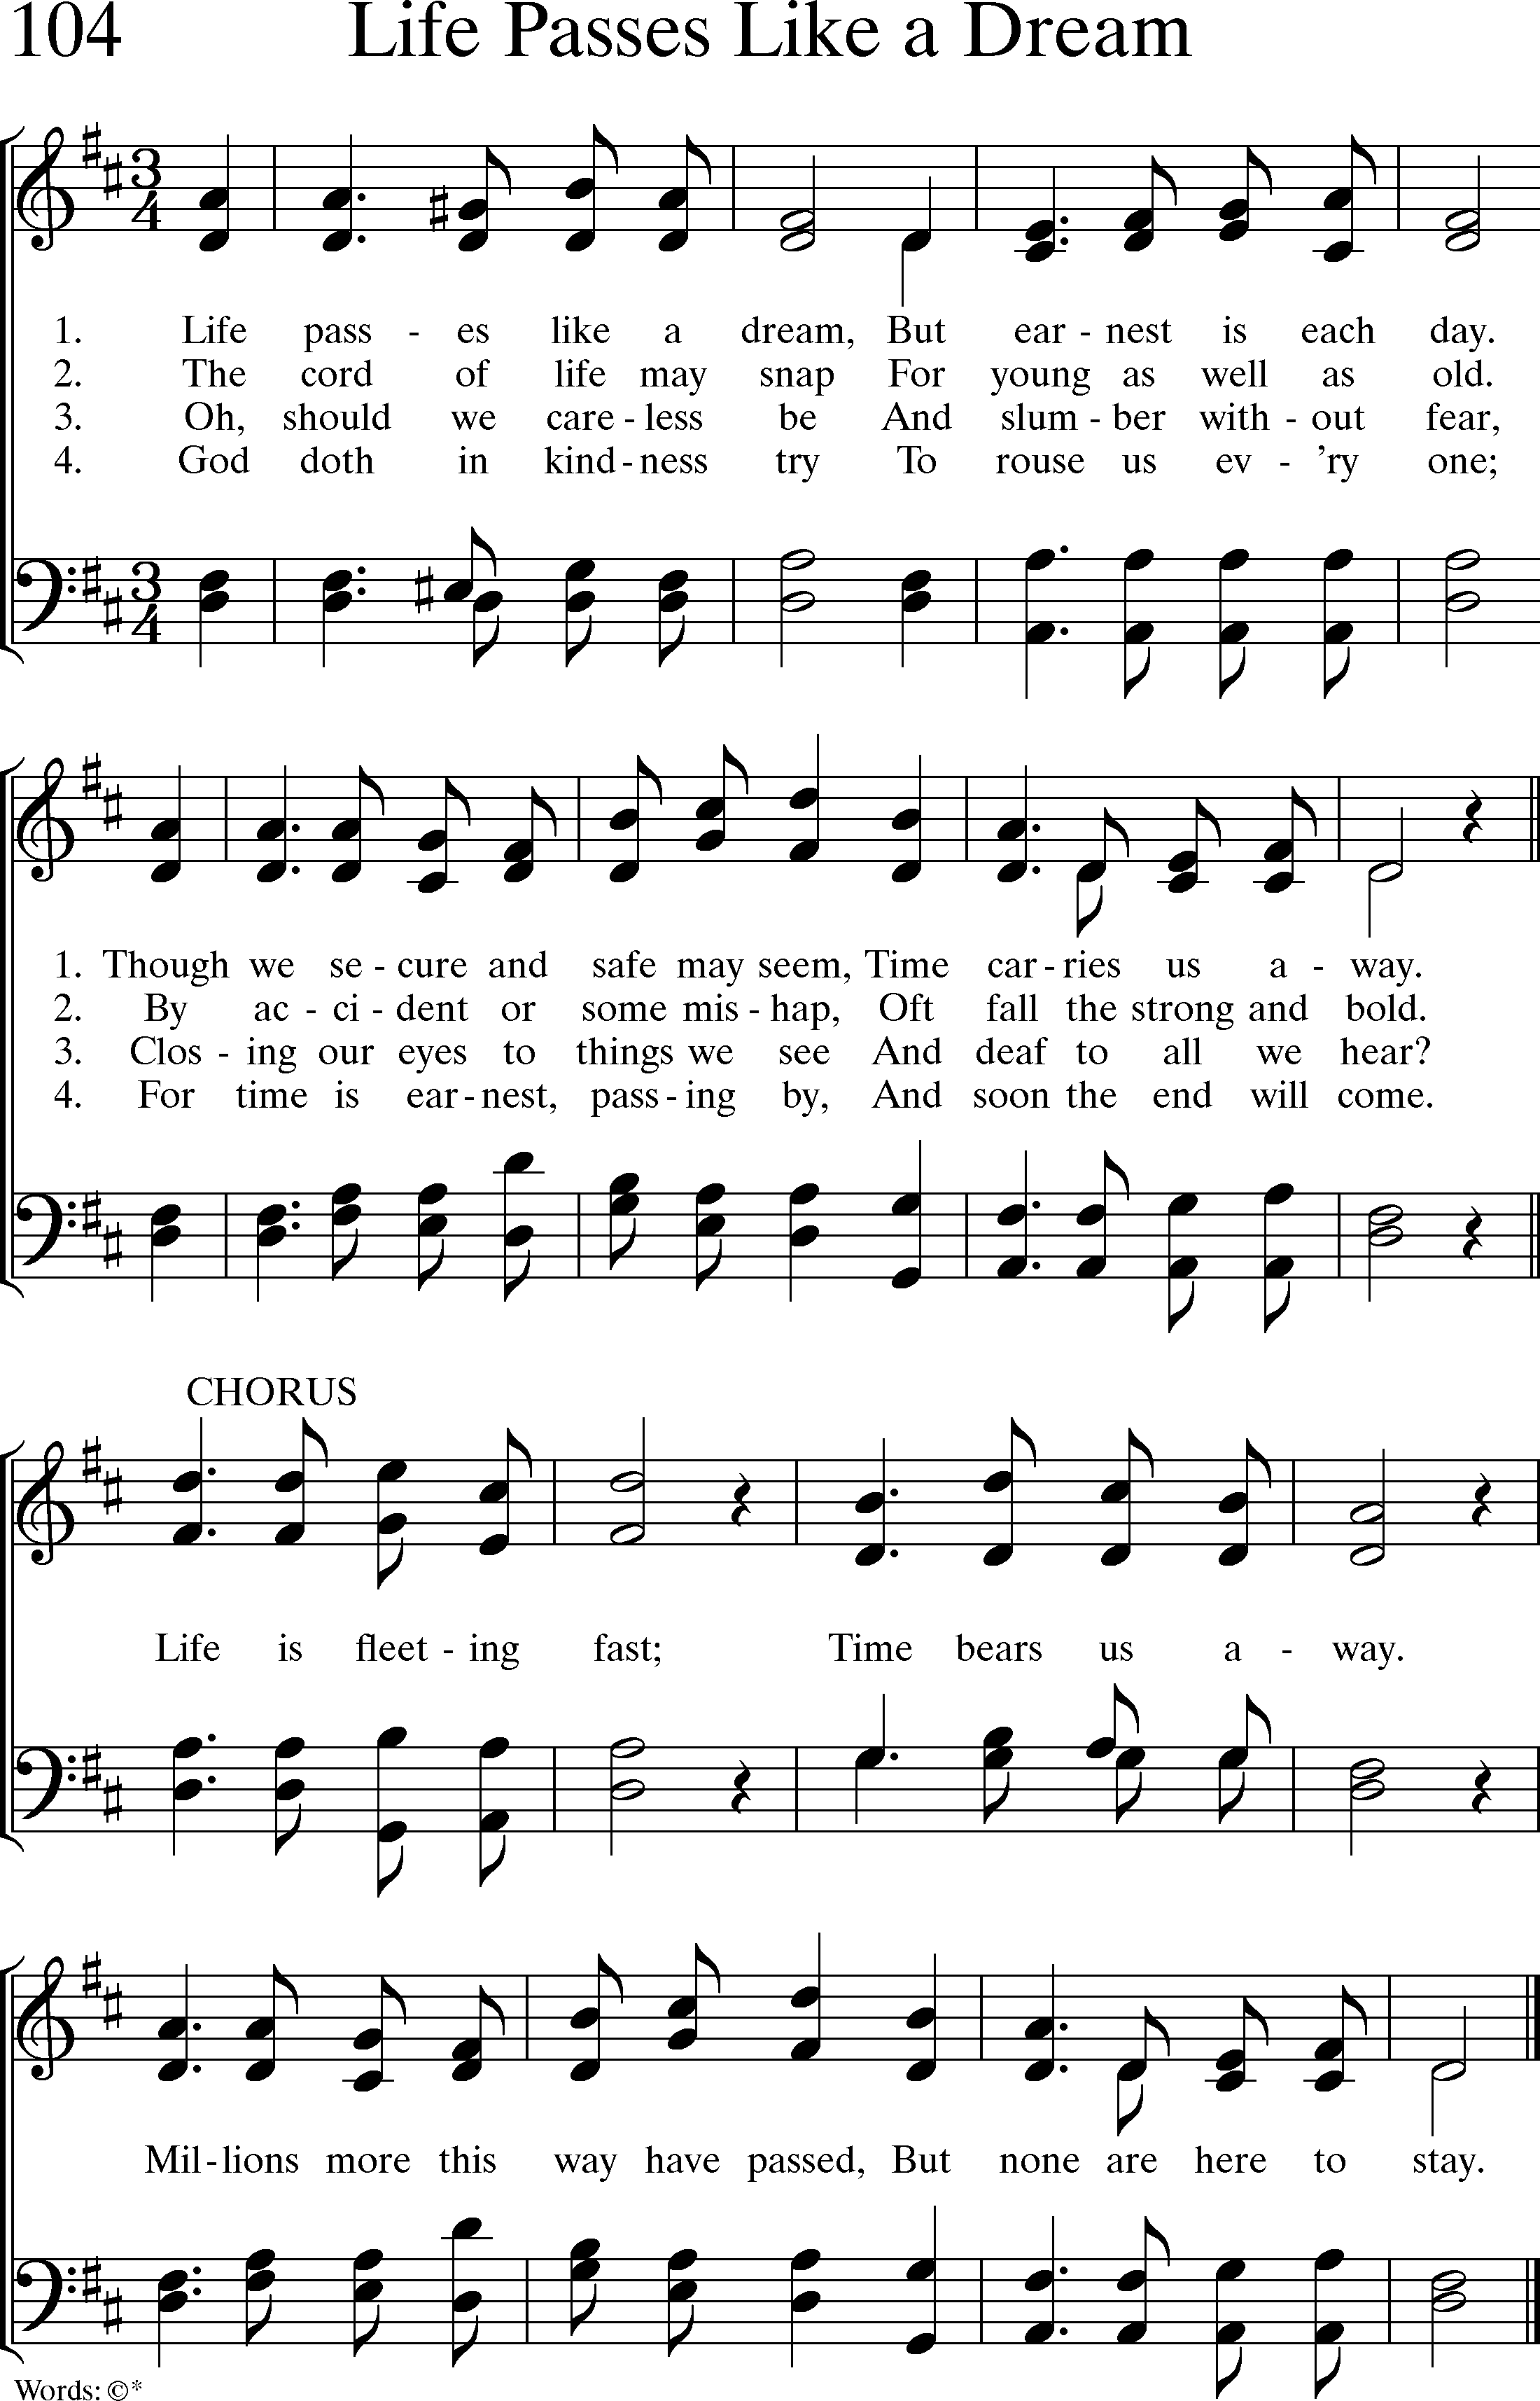 104 Life Passes Like a Dream
3
4
1. Life pass - es like a dream, But ear - nest is each day.
2. The cord of life may snap For young as well as old.
3. Oh, should we care - less be And slum - ber with - out fear,
4. God doth in kind - ness try To rouse us ev - 'ry one;
3
4
1. Though we se - cure and safe may seem, Time car - ries us a - way.
2. By ac - ci - dent or some mis - hap, Oft fall the strong and bold.
3. Clos - ing our eyes to things we see And deaf to all we hear?
4. For time is ear - nest, pass - ing by, And soon the end will come.
CHORUS
Life is fleet - ing fast; Time bears us a - way.
Mil - lions more this way have passed, But none are here to stay.
Words: ©*